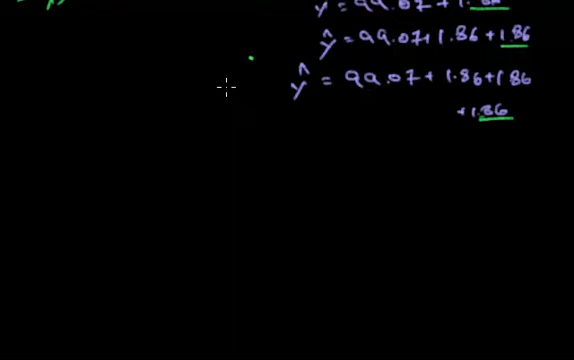 ŷ = 99.07 + 1.86 + 1.86
ŷ = 99.07 + 1.86 + 1.86
+ 1.86